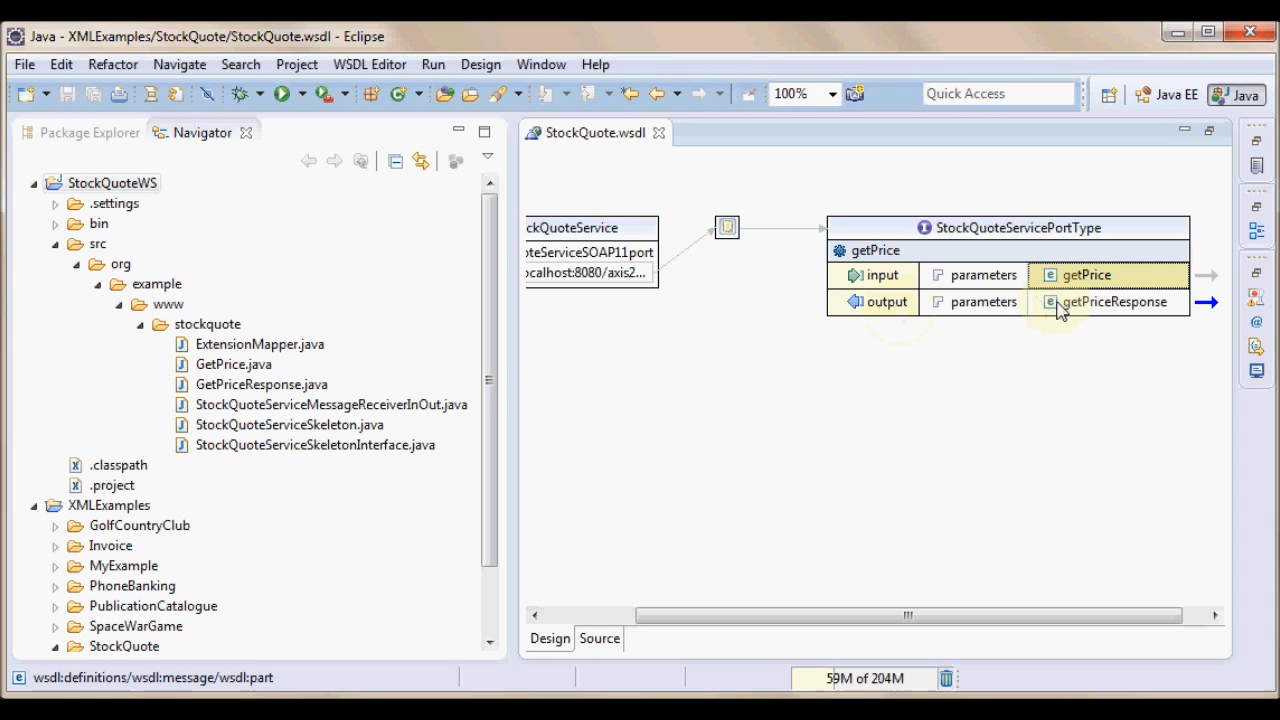 Java - XMLExamples/StockQuote/StockQuote.wsdl - Eclipse
File Edit Refactor Navigate Search Project WSDL Editor Run Design Window Help
100% Quick Access Java EE Java
Package Explorer Navigator
StockQuoteWS
.settings
bin
src
org
example
www
stockquote
ExtensionMapper.java
GetPrice.java
GetPriceResponse.java
StockQuoteServiceMessageReceiverInOut.java
StockQuoteServiceSkeleton.java
StockQuoteServiceSkeletonInterface.java
.classpath
.project
XMLExamples
GolfCountryClub
Invoice
MyExample
PhoneBanking
PublicationCatalogue
SpaceWarGame
StockQuote
StockQuote.wsdl
ckQuoteService
oteServiceSOAP11port
ocalhost:8080/axis2...
StockQuoteServicePortType
getPrice
input parameters getPrice
output parameters getPriceResponse
Design Source
wsdl:definitions/wsdl:message/wsdl:part
59M of 204M